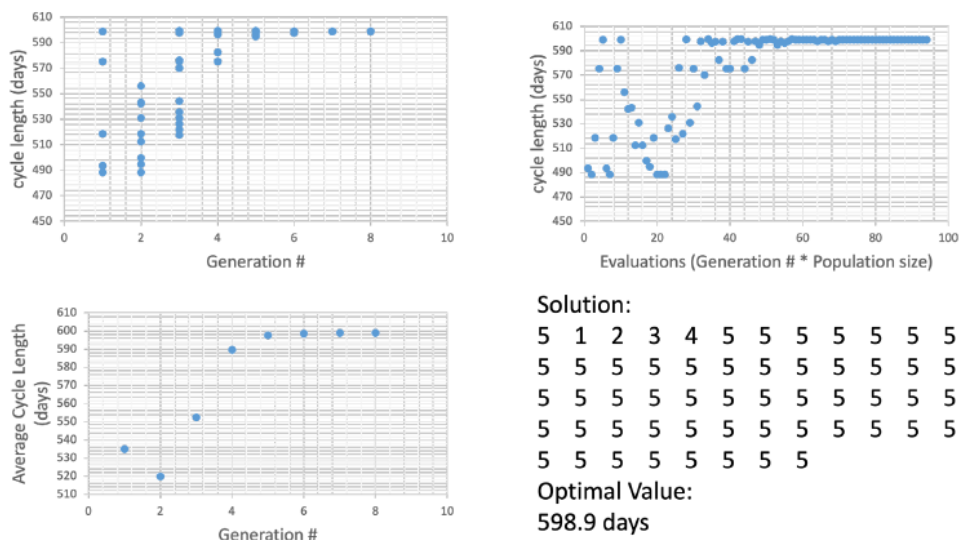 610
590
570
550
530
510
490
470
450
cycle length (days)
0 2 4 6 8 10
Generation #
610
590
570
550
530
510
490
470
450
cycle length (days)
0 20 40 60 80 100
Evaluations (Generation # * Population size)
610
600
590
580
570
560
550
540
530
520
510
Average Cycle Length
(days)
0 2 4 6 8 10
Generation #
Solution:
5 1 2 3 4 5 5 5 5 5 5 5
5 5 5 5 5 5 5 5 5 5 5 5
5 5 5 5 5 5 5 5 5 5 5 5
5 5 5 5 5 5 5 5 5 5 5 5
5 5 5 5 5 5 5 5
Optimal Value:
598.9 days